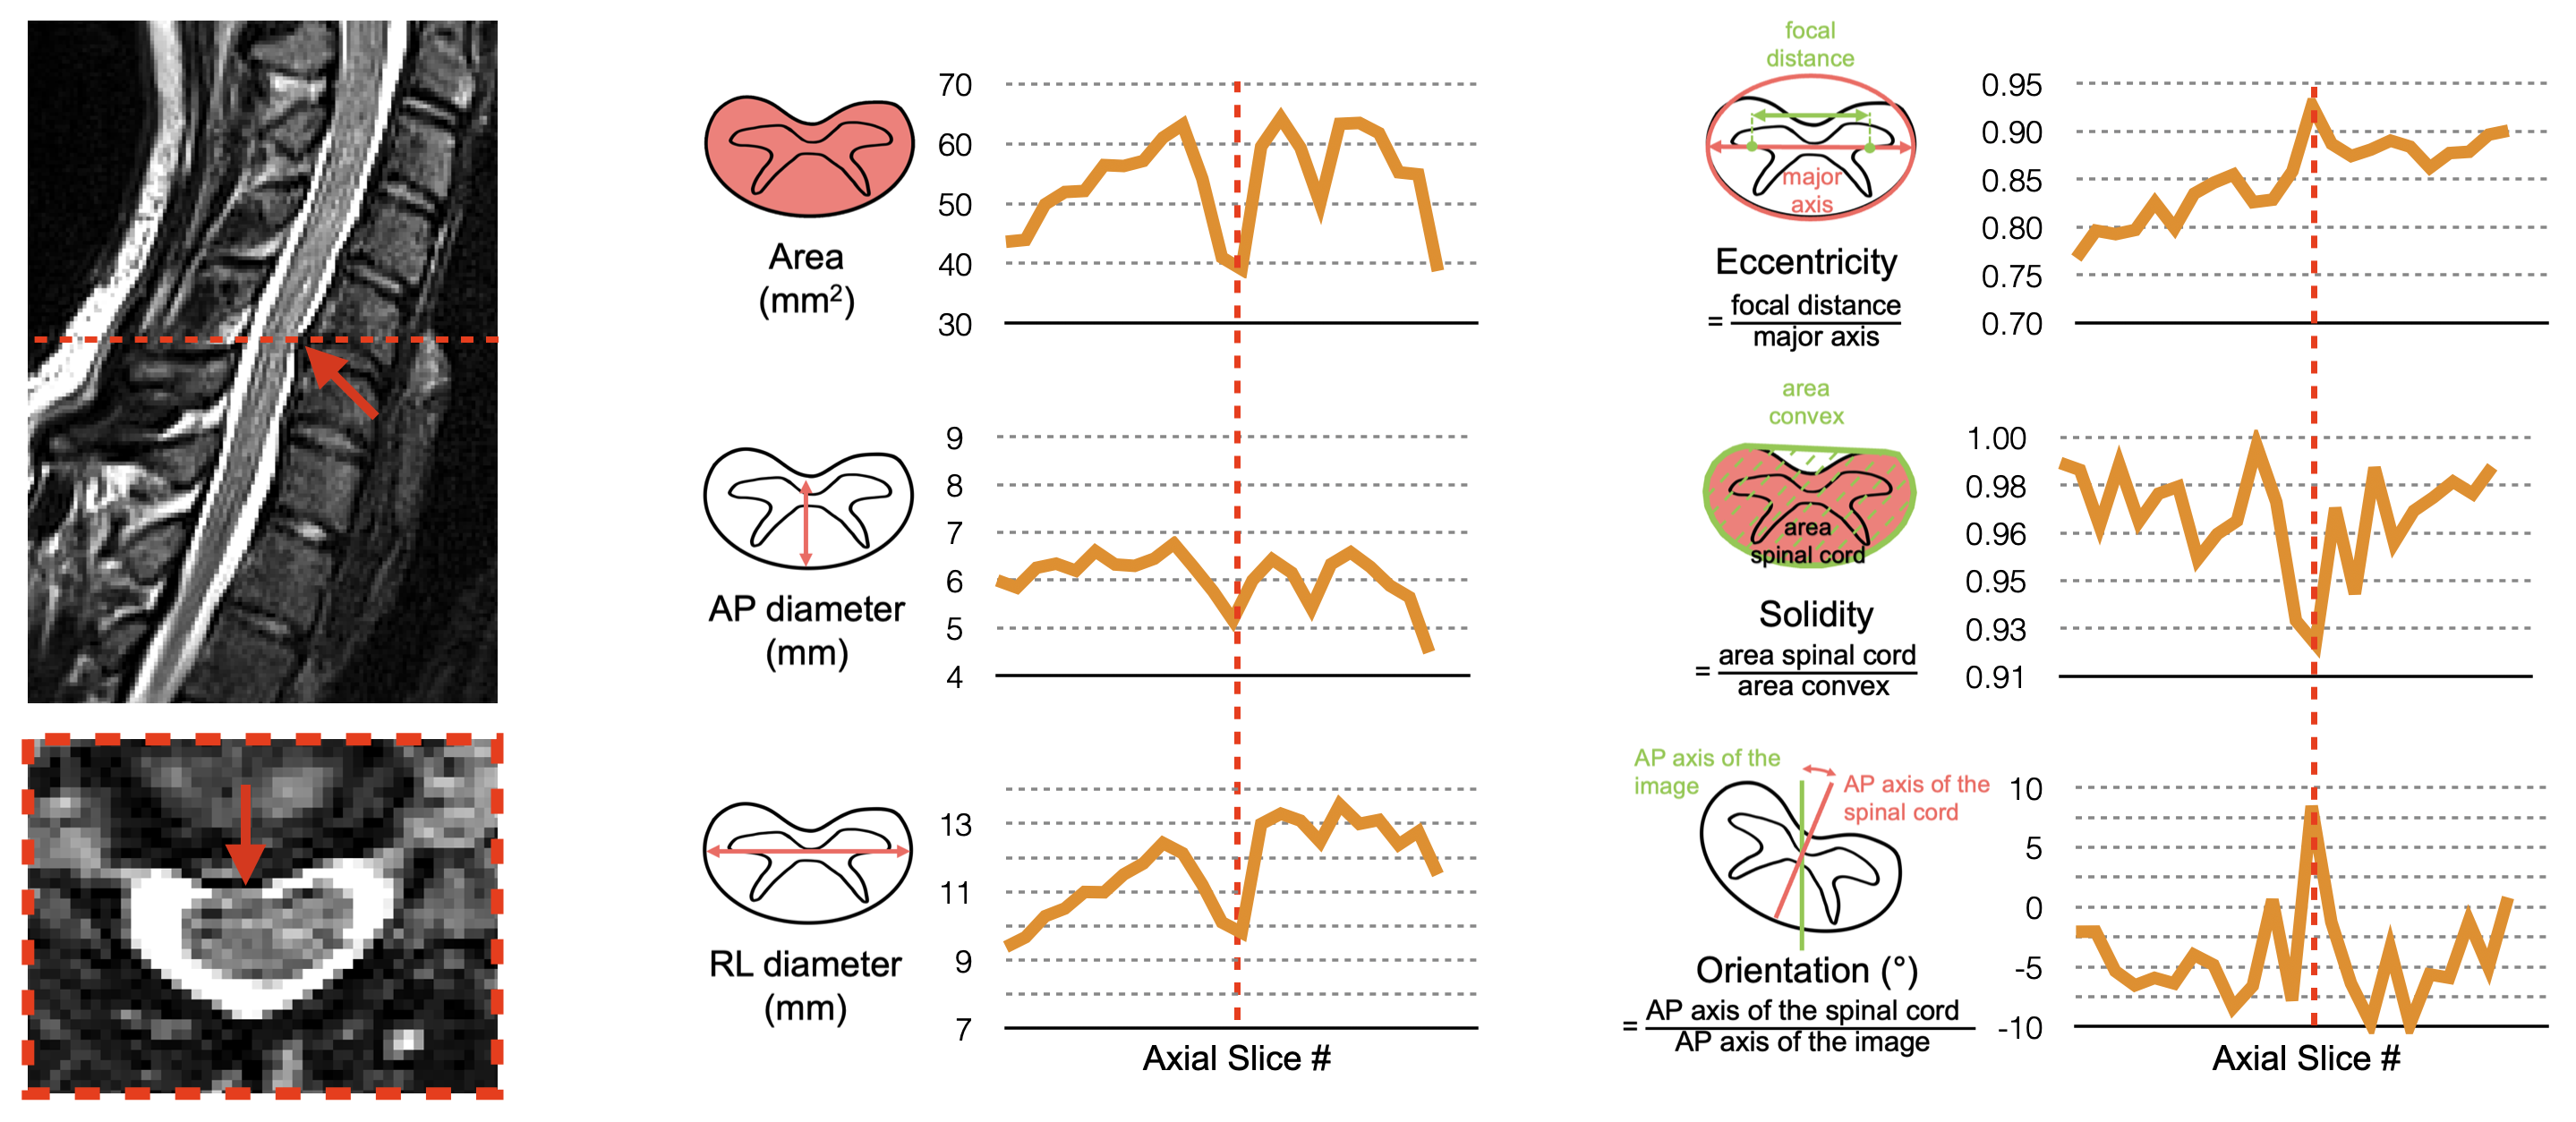 70
60
50
40
30
Area
(mm²)
9
8
7
6
5
4
AP diameter
(mm)
13
11
9
7
RL diameter
(mm)
Axial Slice #
focal
distance
major
axis
Eccentricity
= focal distance
major axis
0.95
0.90
0.85
0.80
0.75
0.70
area
convex
area
spinal cord
Solidity
= area spinal cord
area convex
1.00
0.98
0.96
0.95
0.93
0.91
AP axis of the
image
AP axis of the
spinal cord
Orientation (°)
= AP axis of the spinal cord
AP axis of the image
10
5
0
-5
-10
Axial Slice #